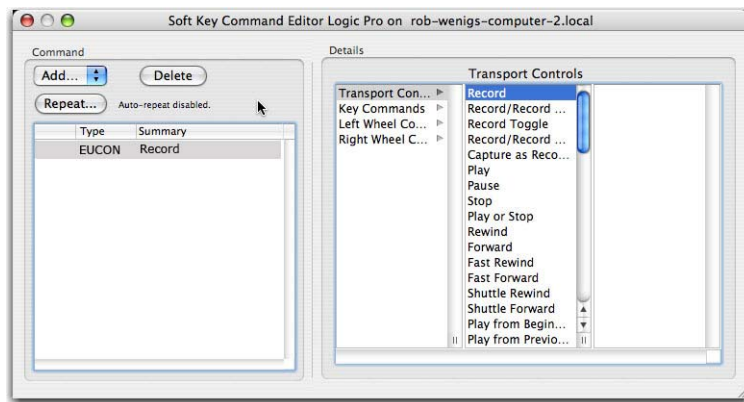 Soft Key Command Editor Logic Pro on rob-wenigs-computer-2.local
Command
Add...
Delete
Repeat...
Auto-repeat disabled.
Type Summary
EUCON Record
Details
Transport Controls
Transport Con...
Key Commands
Left Wheel Co...
Right Wheel C...
Record
Record/Record ...
Record Toggle
Record/Record ...
Capture as Reco...
Play
Pause
Stop
Play or Stop
Rewind
Forward
Fast Rewind
Fast Forward
Shuttle Rewind
Shuttle Forward
Play from Begin...
Play from Previo...